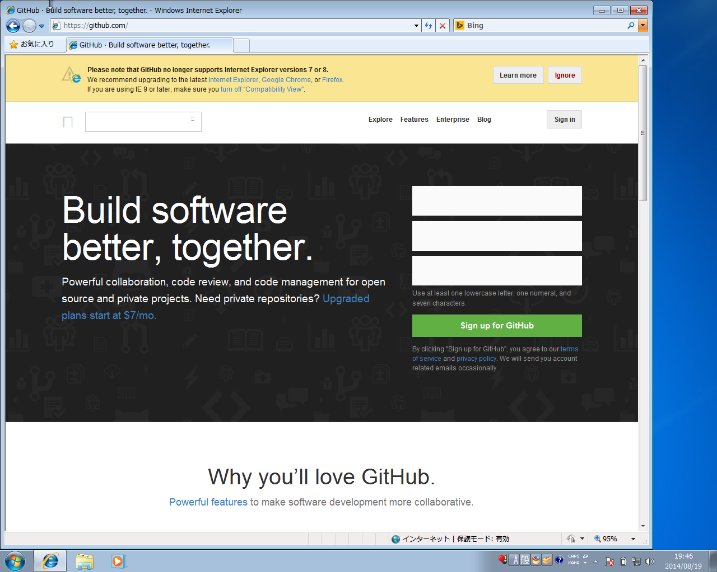 GitHub · Build software better, together. - Windows Internet Explorer
https://github.com/
Bing
お気に入り
GitHub · Build software better, together.
Please note that GitHub no longer supports Internet Explorer versions 7 or 8.
We recommend upgrading to the latest Internet Explorer, Google Chrome, or Firefox.
If you are using IE 9 or later, make sure you turn off "Compatibility View".
Learn more
Ignore
Explore
Features
Enterprise
Blog
Sign in
Build software
better, together.
Powerful collaboration, code review, and code management for open
source and private projects. Need private repositories? Upgraded
plans start at $7/mo.
Use at least one lowercase letter, one numeral, and
seven characters.
Sign up for GitHub
By clicking "Sign up for GitHub", you agree to our terms
of service and privacy policy. We will send you account
related emails occasionally.
Why you'll love GitHub.
Powerful features to make software development more collaborative.
インターネット | 保護モード: 有効
95%
CAPS
KANA
19:46
2014/08/19